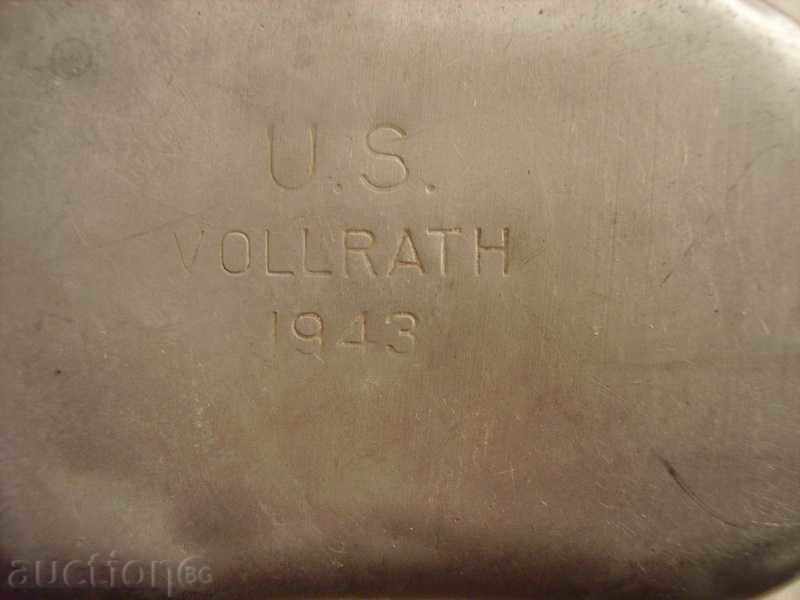 U.S.
VOLLRATH
1943
auction BG